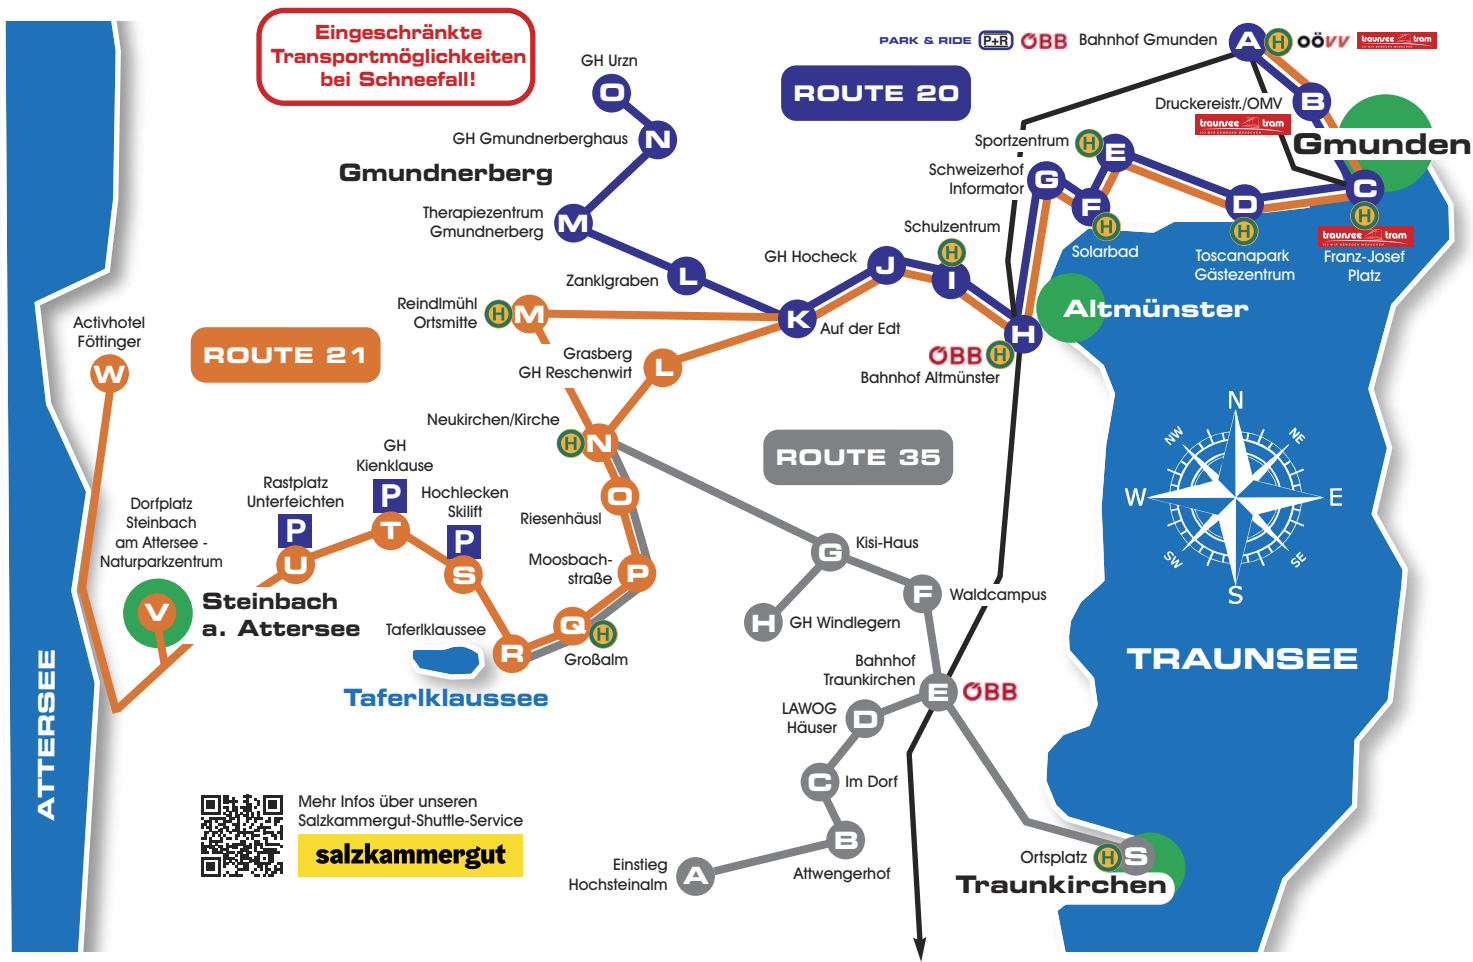 Eingeschränkte
Transportmöglichkeiten
bei Schneefall!
GH Urzn
O
GH Gmundnerberghaus
N
Gmundnerberg
Therapiezentrum
Gmundnerberg
M
Zanklgraben
L
ROUTE 20
PARK & RIDE P+R ÖBB Bahnhof Gmunden A H OÖVV traunsee tram
Druckereistr./OMV
B
traunsee tram
Gmunden
Sportzentrum H E
Schweizerhof
Informator
G
F
H
Solarbad
D
H
Toscanapark
Gästezentrum
C
H
traunsee tram
Franz-Josef
Platz
Schulzentrum
H
I
GH Hocheck
J
K
Auf der Edt
H
Altmünster
ÖBB H
Bahnhof Altmünster
Reindlmühl
Ortsmitte
H M
ROUTE 21
Grasberg
GH Reschenwirt
L
Neukirchen/Kirche
H N
Activhotel
Föttinger
W
GH
Kienklause
P
T
Rastplatz
Unterfeichten
P
U
Hochlecken
Skilift
P
S
Dorfplatz
Steinbach
am Attersee -
Naturparkzentrum
V
Steinbach
a. Attersee
Riesenhäusl
O
Moosbach-
straße
P
Q H
Großalm
Taferlklaussee
R
Taferlklaussee
ATTERSEE
ROUTE 35
G
Kisi-Haus
F
Waldcampus
H
GH Windlegern
Bahnhof
Traunkirchen
E ÖBB
LAWOG
Häuser
D
C
Im Dorf
B
Attwengerhof
Einstieg
Hochsteinalm
A
Ortsplatz H S
Traunkirchen
N
NW
NE
W
E
SW
SE
S
TRAUNSEE
Mehr Infos über unseren
Salzkammergut-Shuttle-Service
salzkammergut